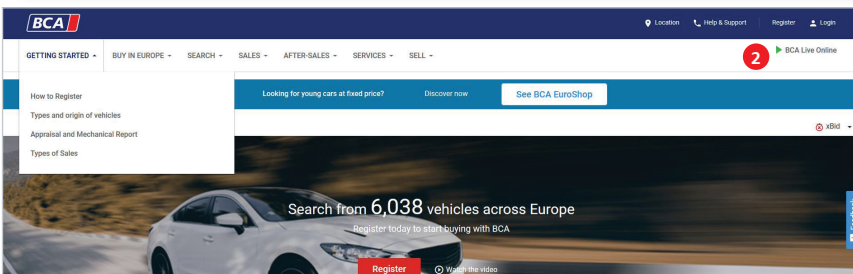 BCA
Location Help & Support Register Login
GETTING STARTED BUY IN EUROPE SEARCH SALES AFTER-SALES SERVICES SELL
2 BCA Live Online
How to Register
Types and origin of vehicles
Appraisal and Mechanical Report
Types of Sales
Looking for young cars at fixed price? Discover now See BCA EuroShop
xBid
Search from 6,038 vehicles across Europe
Register today to start buying with BCA
Register Watch the video
Feedback